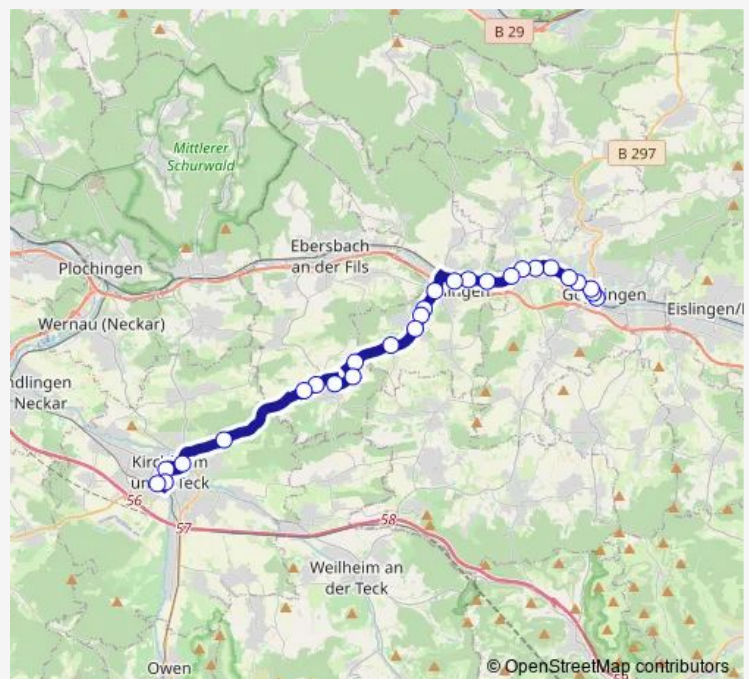 B 29
Mittlerer
Schurwald
B 297
Ebersbach
an der Fils
Plochingen
Eislingen/
Wernau (Neckar)
ndlingen
Neckar
56
57
58
Weilheim an
der Teck
Owen
© OpenStreetMap contributors